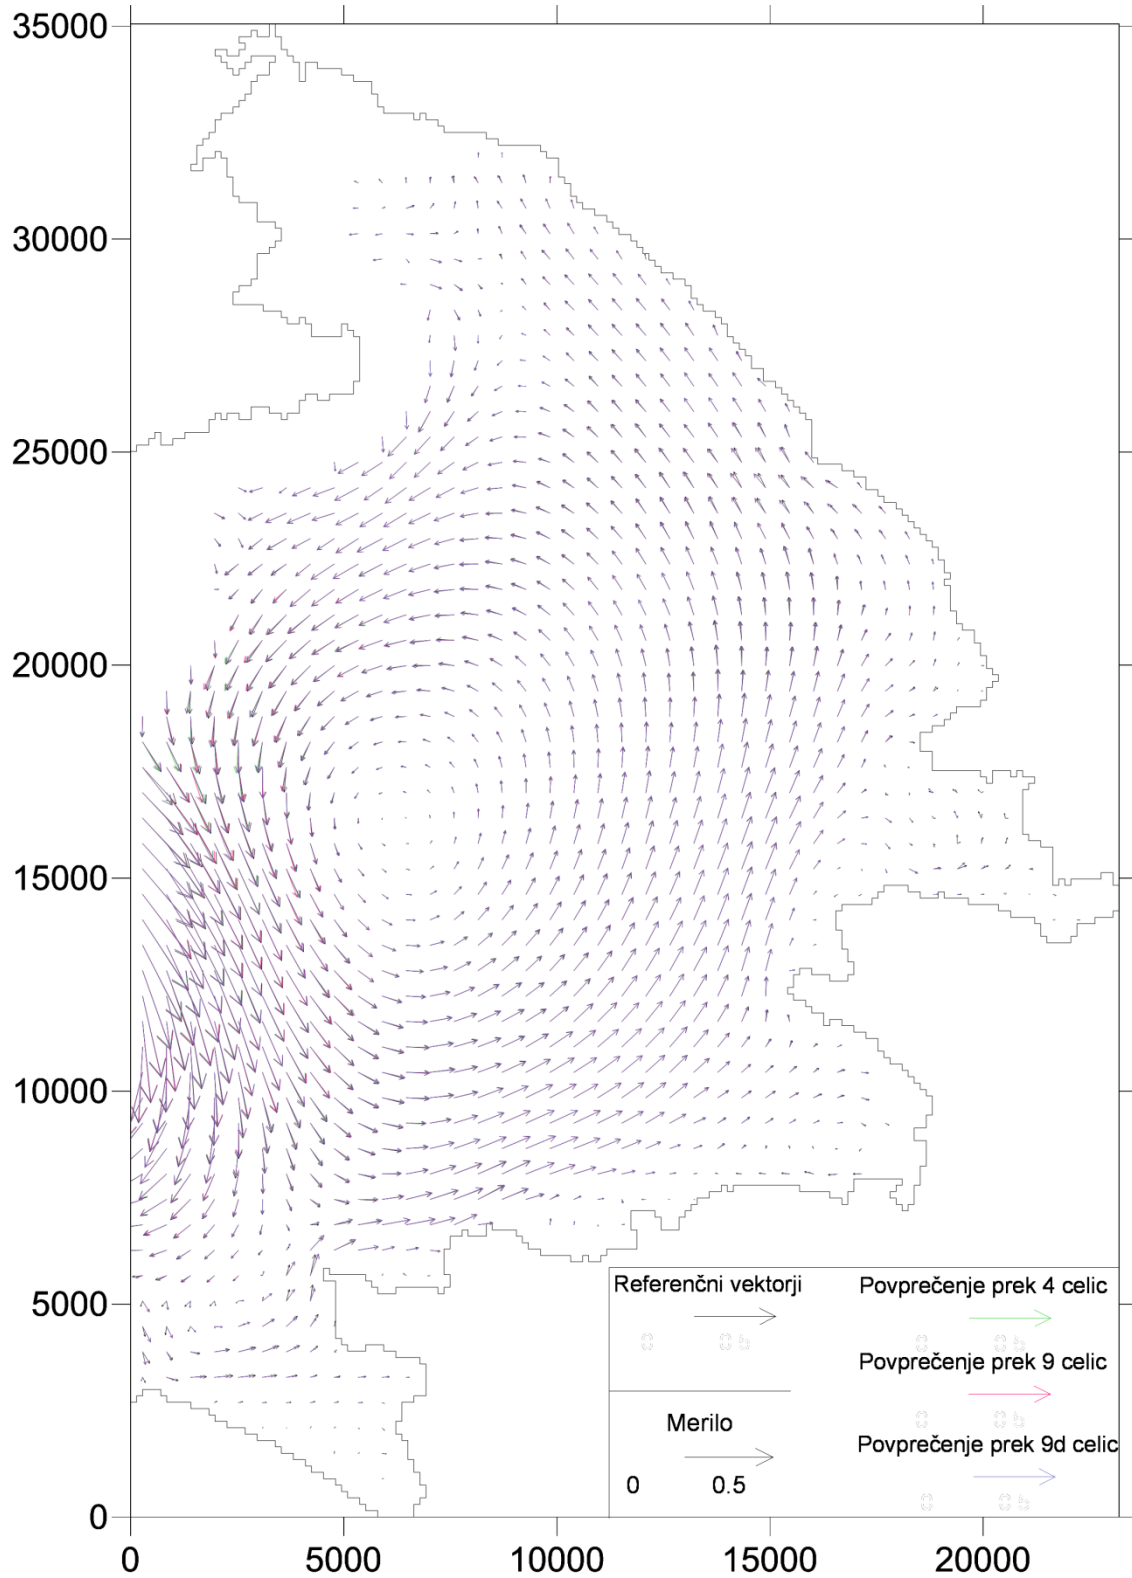 35000
30000
25000
20000
15000
10000
5000
0
0 5000 10000 15000 20000
Referenčni vektorji
Merilo
0 0.5
Povprečenje prek 4 celic
Povprečenje prek 9 celic
Povprečenje prek 9d celic